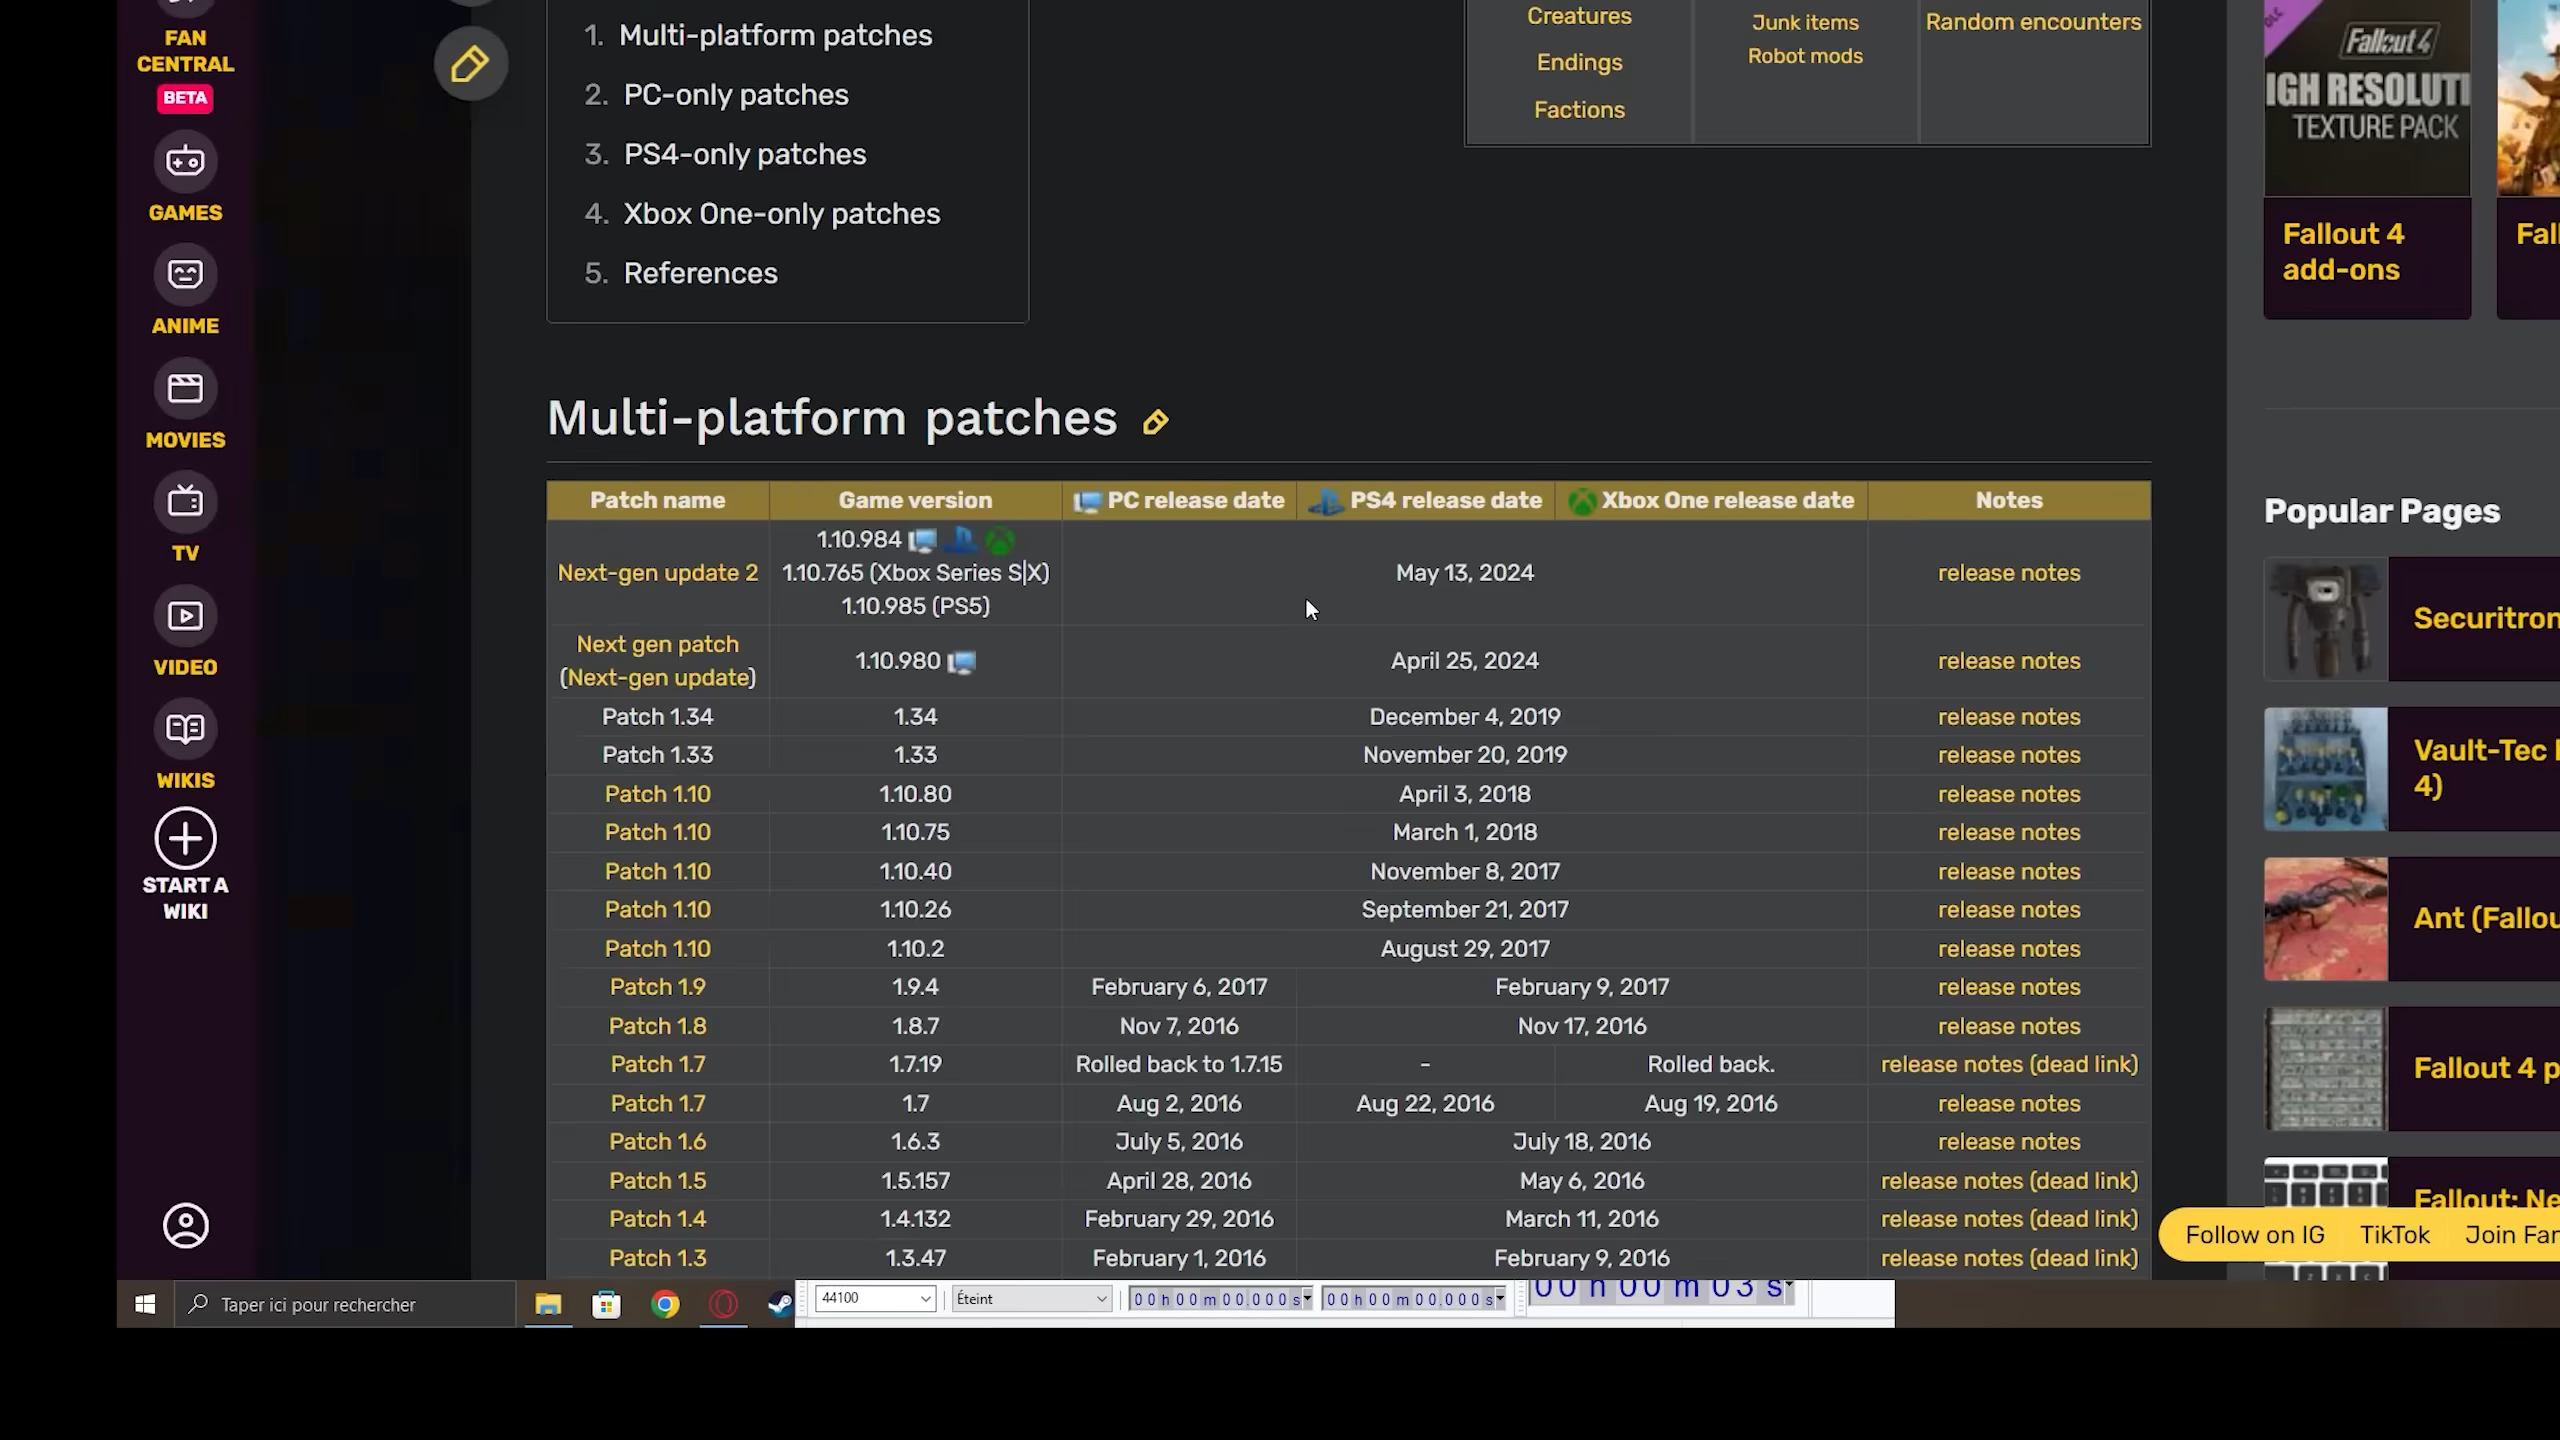 FAN
CENTRAL
BETA
GAMES
ANIME
MOVIES
TV
VIDEO
WIKIS
START A
WIKI
1. Multi-platform patches
2. PC-only patches
3. PS4-only patches
4. Xbox One-only patches
5. References
Creatures
Endings
Factions
Junk items
Robot mods
Random encounters
Multi-platform patches
Patch name Game version PC release date PS4 release date Xbox One release date Notes
Next-gen update 2 1.10.984 May 13, 2024 release notes
1.10.765 (Xbox Series S|X)
1.10.985 (PS5)
Next gen patch
(Next-gen update) 1.10.980 April 25, 2024 release notes
Patch 1.34 1.34 December 4, 2019 release notes
Patch 1.33 1.33 November 20, 2019 release notes
Patch 1.10 1.10.80 April 3, 2018 release notes
Patch 1.10 1.10.75 March 1, 2018 release notes
Patch 1.10 1.10.40 November 8, 2017 release notes
Patch 1.10 1.10.26 September 21, 2017 release notes
Patch 1.10 1.10.2 August 29, 2017 release notes
Patch 1.9 1.9.4 February 6, 2017 February 9, 2017 release notes
Patch 1.8 1.8.7 Nov 7, 2016 Nov 17, 2016 release notes
Patch 1.7 1.7.19 Rolled back to 1.7.15 - Rolled back. release notes (dead link)
Patch 1.7 1.7 Aug 2, 2016 Aug 22, 2016 Aug 19, 2016 release notes
Patch 1.6 1.6.3 July 5, 2016 July 18, 2016 release notes
Patch 1.5 1.5.157 April 28, 2016 May 6, 2016 release notes (dead link)
Patch 1.4 1.4.132 February 29, 2016 March 11, 2016 release notes (dead link)
Patch 1.3 1.3.47 February 1, 2016 February 9, 2016 release notes (dead link)
DLC
Fallout 4
IGH RESOLUTI
TEXTURE PACK
Fallout 4
add-ons
Fal
Popular Pages
Securitron
Vault-Tec
4)
Ant (Fallou
Fallout 4 p
Fallout: Ne
Follow on IG TikTok Join Fan
Taper ici pour rechercher
44100 Éteint 00h00m00.000s 00h00m00.000s 00h00m03s